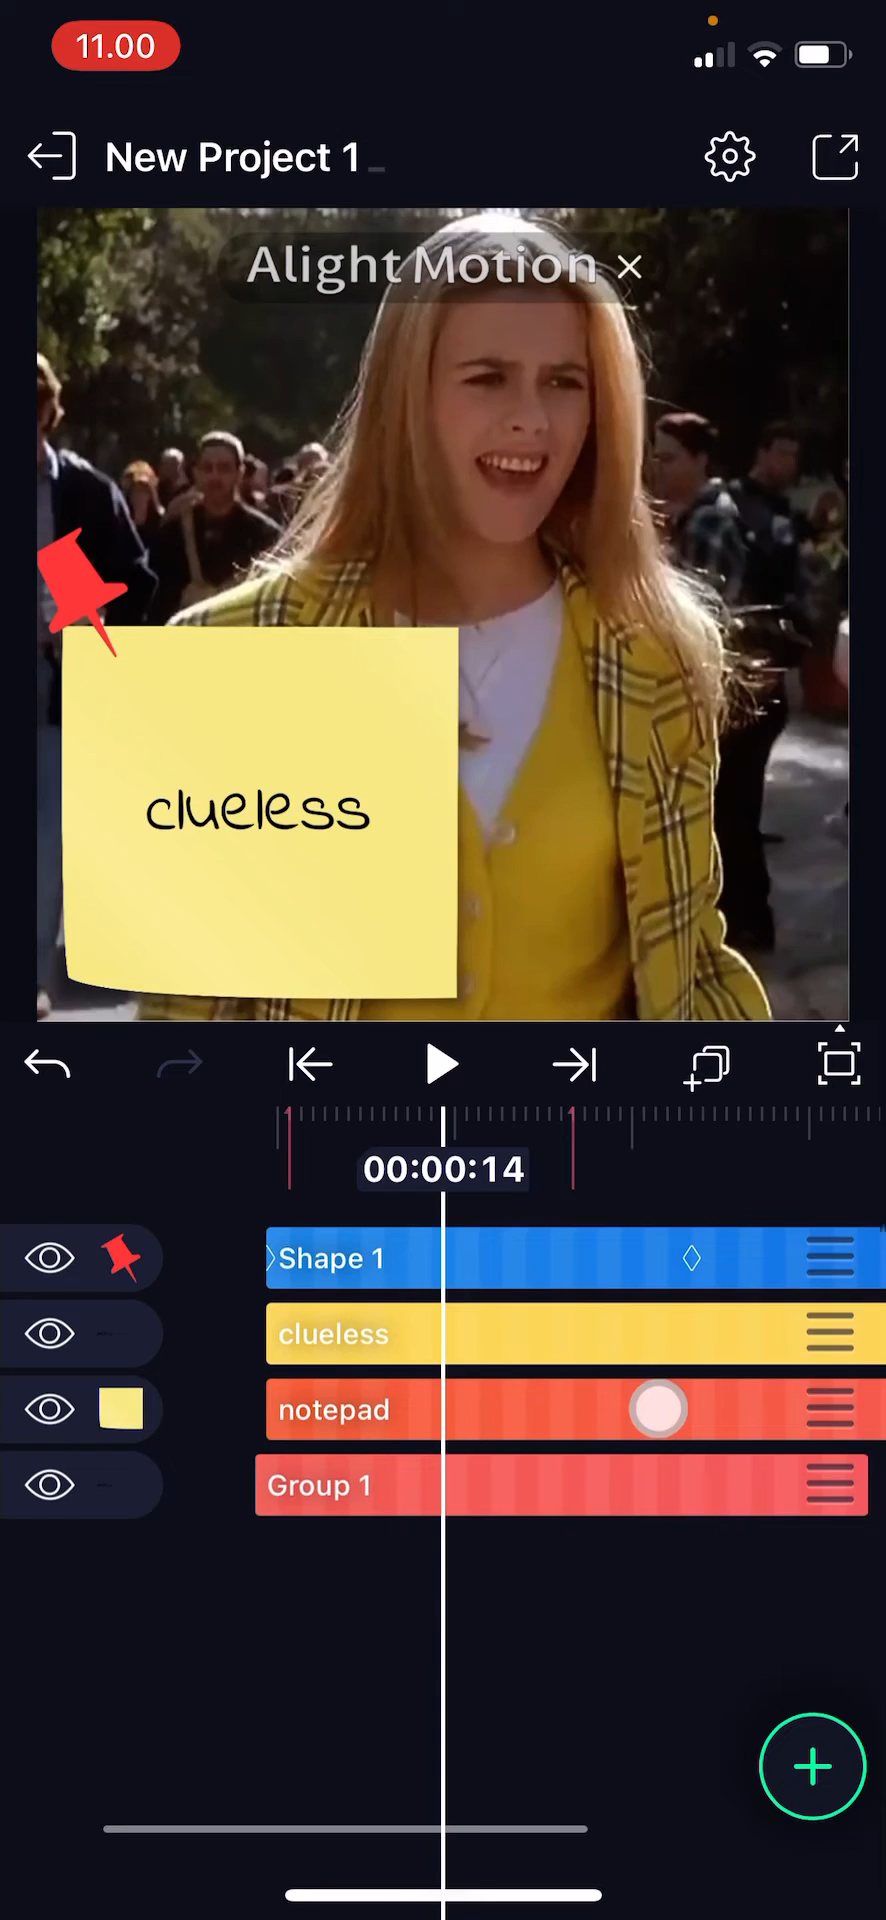 11.00
New Project 1
Alight Motion ×
clueless
00:00:14
Shape 1
clueless
notepad
Group 1